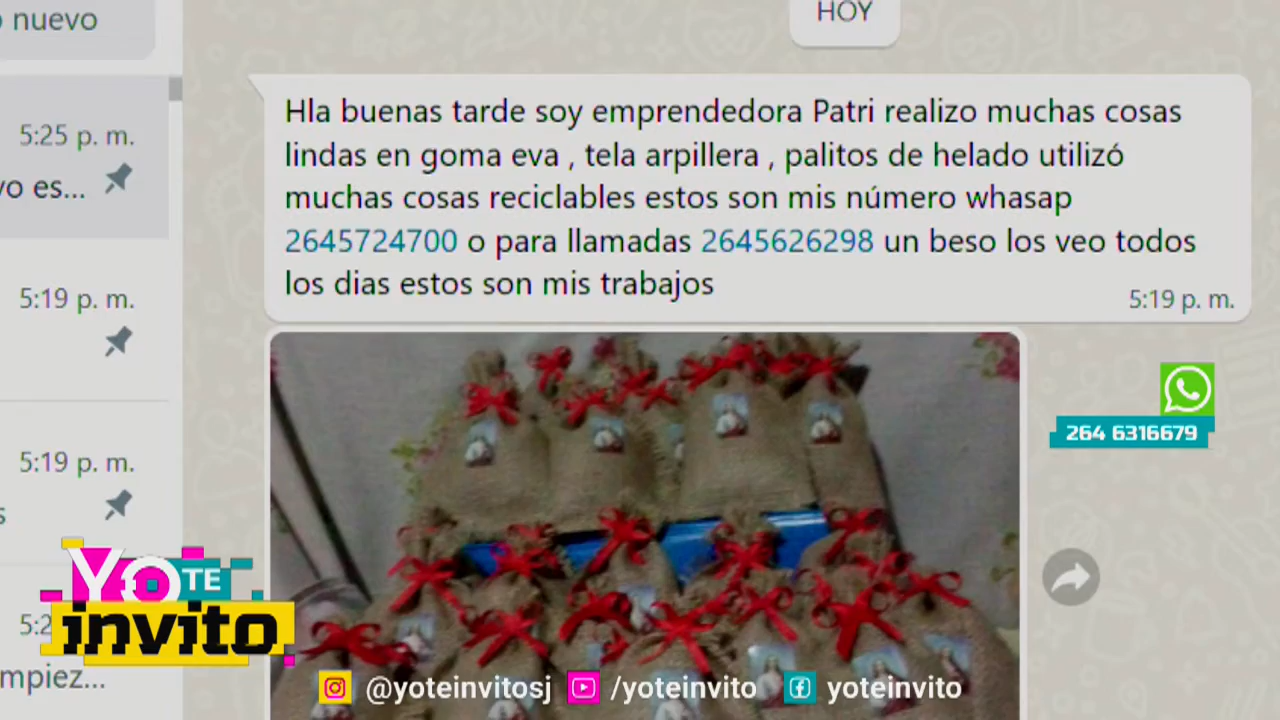 nuevo
HOY
5:25 p. m.
vo es...
5:19 p. m.
5:19 p. m.
s
5:2
mpiez...
Hla buenas tarde soy emprendedora Patri realizo muchas cosas
lindas en goma eva , tela arpillera , palitos de helado utilizó
muchas cosas reciclables estos son mis número whasap
2645724700 o para llamadas 2645626298 un beso los veo todos
los dias estos son mis trabajos
5:19 p. m.
264 6316679
YO TE
invito
@yoteinvitosj /yoteinvito yoteinvito